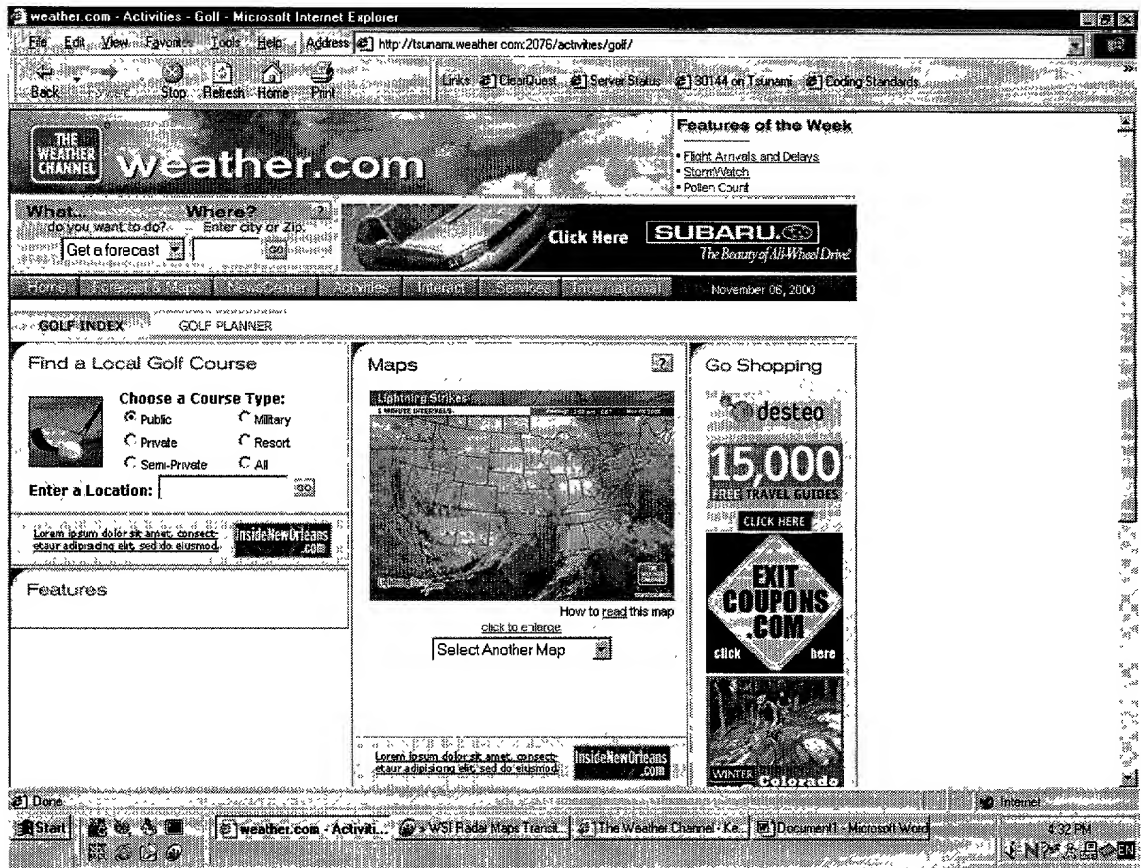 weather.com - Activities - Golf - Microsoft Internet Explorer
File Edit View Favorites Tools Help Address http://tsunami.weather.com:2076/activities/golf/
Back Stop Refresh Home Print Links ClearQuest Server Status 30144 on Tsunami Coding Standards
THE WEATHER CHANNEL
weather.com
Features of the Week
• Flight Arrivals and Delays
• StormWatch
• Pollen Count
What... Where? ?
do you want to do? Enter city or Zip.
Get a forecast GO
Click Here SUBARU.
The Beauty of All-Wheel Drive
Home Forecast & Maps NewsCenter Activities Interact Services International November 06, 2000
GOLF INDEX GOLF PLANNER
Find a Local Golf Course
Choose a Course Type:
Public Military
Private Resort
Semi-Private All
Enter a Location: GO
Lorem ipsum dolor sit amet, consect-
etaur adipisicing elit, sed do eiusmod.
InsideNewOrleans
.com
Features
Maps ?
Lightning Strikes
How to read this map
click to enlarge
Select Another Map
Lorem ipsum dolor sit amet, consect-
etaur adipisicing elit, sed do eiusmod.
InsideNewOrleans
.com
Go Shopping
desteo
15,000
FREE TRAVEL GUIDES
CLICK HERE
EXIT
COUPONS
.COM
click here
WINTER Colorado
Done Internet
Start weather.com - Activiti... WSI Radar Maps Transit... The Weather Channel - Ke... Document1 - Microsoft Word 4:32 PM
EN